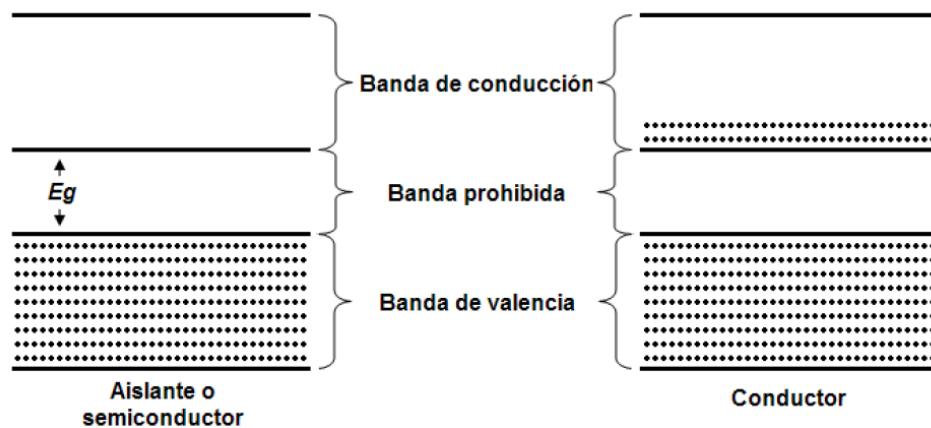 Banda de conducción
Eg
Banda prohibida
Banda de valencia
Aislante o
semiconductor
Conductor